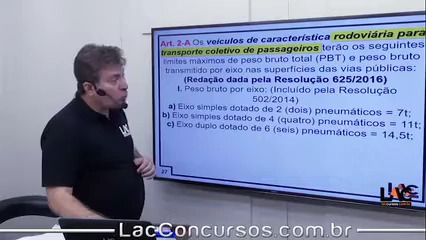 Art. 2-A Os veículos de característica rodoviária para
transporte coletivo de passageiros terão os seguintes
limites máximos de peso bruto total (PBT) e peso bruto
transmitido por eixo nas superfícies das vias públicas:
(Redação dada pela Resolução 625/2016)
I. Peso bruto por eixo: (Incluído pela Resolução
502/2014)
a) Eixo simples dotado de 2 (dois) pneumáticos = 7t;
b) Eixo simples dotado de 4 (quatro) pneumáticos = 11t;
c) Eixo duplo dotado de 6 (seis) pneumáticos = 14,5t;
27
LAC
LacConcursos.com.br